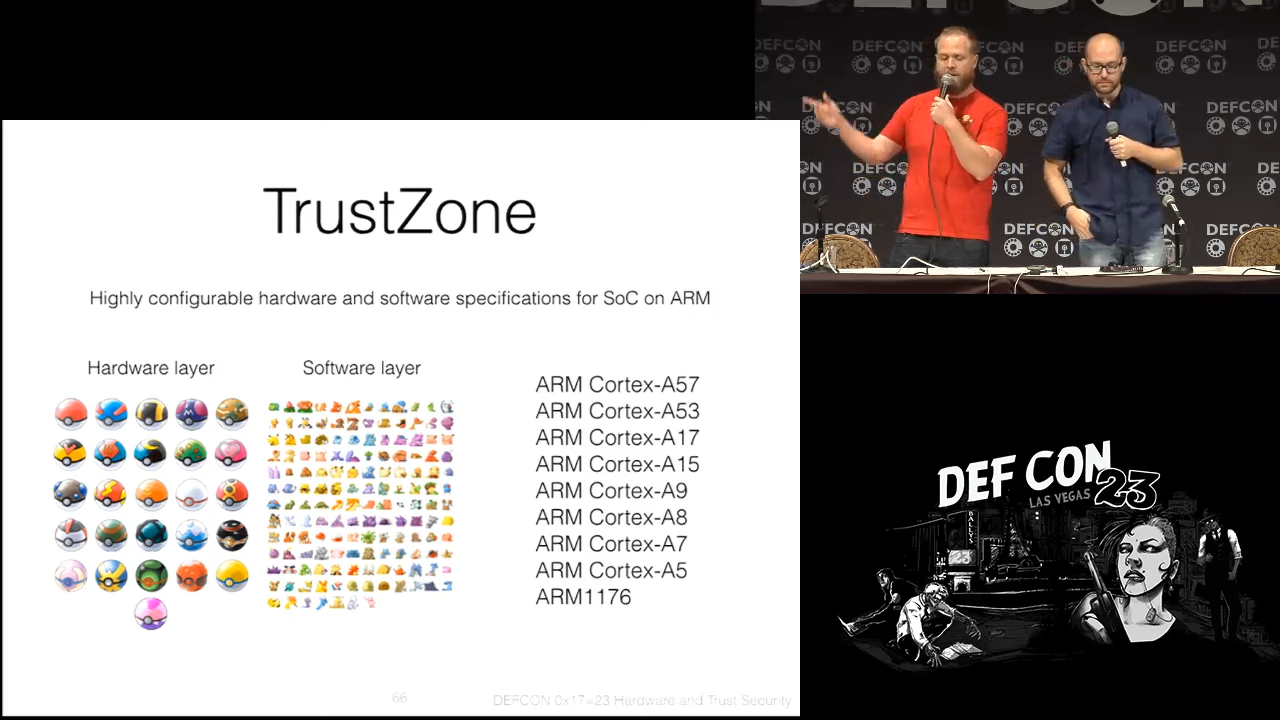 DEFCON
TrustZone
Highly configurable hardware and software specifications for SoC on ARM
Hardware layer
Software layer
ARM Cortex-A57
ARM Cortex-A53
ARM Cortex-A17
ARM Cortex-A15
ARM Cortex-A9
ARM Cortex-A8
ARM Cortex-A7
ARM Cortex-A5
ARM1176
66
DEFCON 0x17=23 Hardware and Trust Security
DEF CON
LAS VEGAS 23
BALLYS